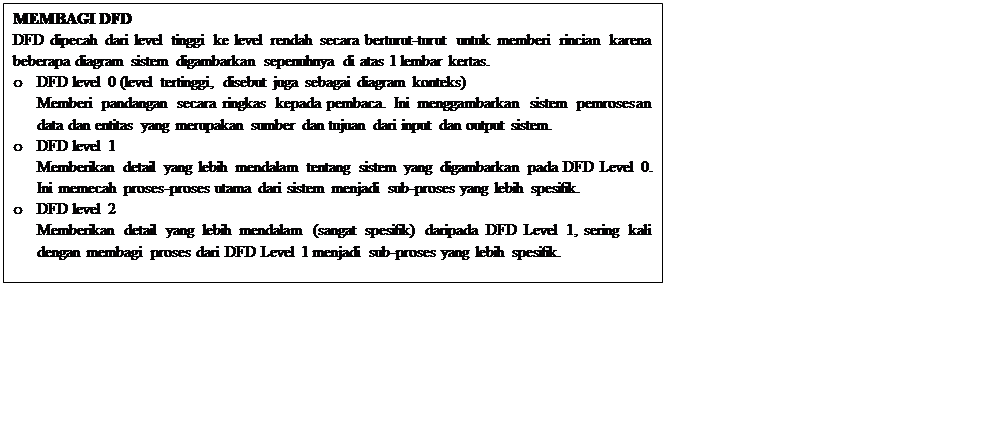 MEMBAGI DFD
DFD dipecah dari level tinggi ke level rendah secara berturut-turut untuk memberi rincian karena
beberapa diagram sistem digambarkan sepenuhnya di atas 1 lembar kertas.
o DFD level 0 (level tertinggi, disebut juga sebagai diagram konteks)
Memberi pandangan secara ringkas kepada pembaca. Ini menggambarkan sistem pemrosesan
data dan entitas yang merupakan sumber dan tujuan dari input dan output sistem.
o DFD level 1
Memberikan detail yang lebih mendalam tentang sistem yang digambarkan pada DFD Level 0.
Ini memecah proses-proses utama dari sistem menjadi sub-proses yang lebih spesifik.
o DFD level 2
Memberikan detail yang lebih mendalam (sangat spesifik) daripada DFD Level 1, sering kali
dengan membagi proses dari DFD Level 1 menjadi sub-proses yang lebih spesifik.